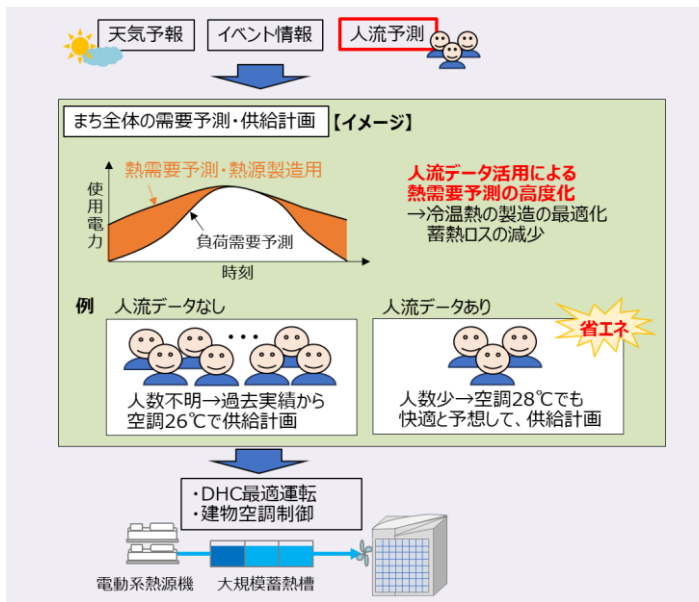 天気予報
イベント情報
人流予測
まち全体の需要予測・供給計画
【イメージ】
熱需要予測・熱源製造用
使用電力
負荷需要予測
時刻
人流データ活用による
熱需要予測の高度化
→冷温熱の製造の最適化
蓄熱ロスの減少
例
人流データなし
・・・
人数不明→過去実績から
空調26℃で供給計画
人流データあり
省エネ
人数少→空調28℃でも
快適と予想して、供給計画
・DHC最適運転
・建物空調制御
電動系熱源機
大規模蓄熱槽